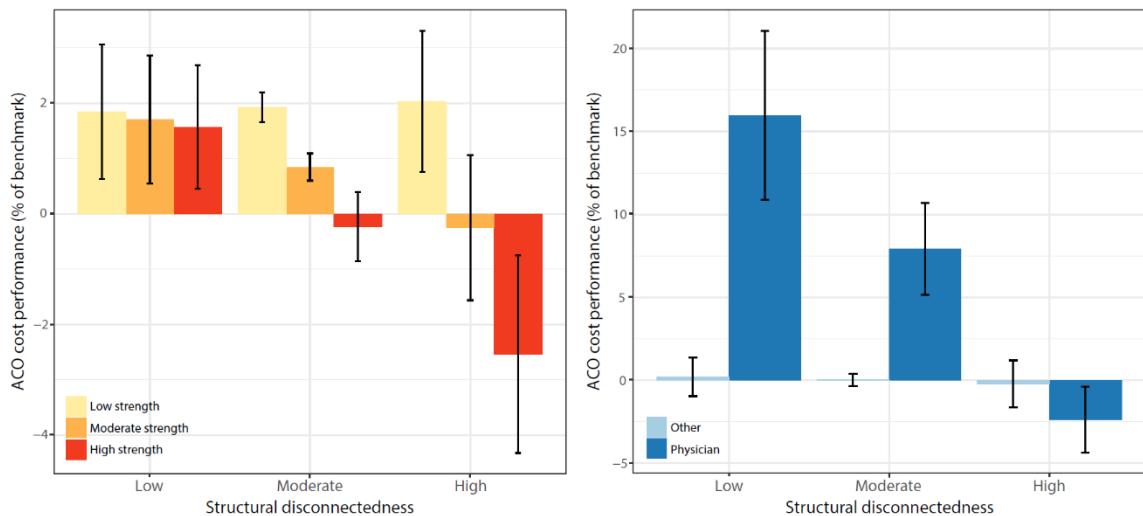 ACO cost performance (% of benchmark)
2
0
−2
−4
Low strength
Moderate strength
High strength
Low Moderate High
Structural disconnectedness
ACO cost performance (% of benchmark)
20
15
10
5
0
−5
Other
Physician
Low Moderate High
Structural disconnectedness